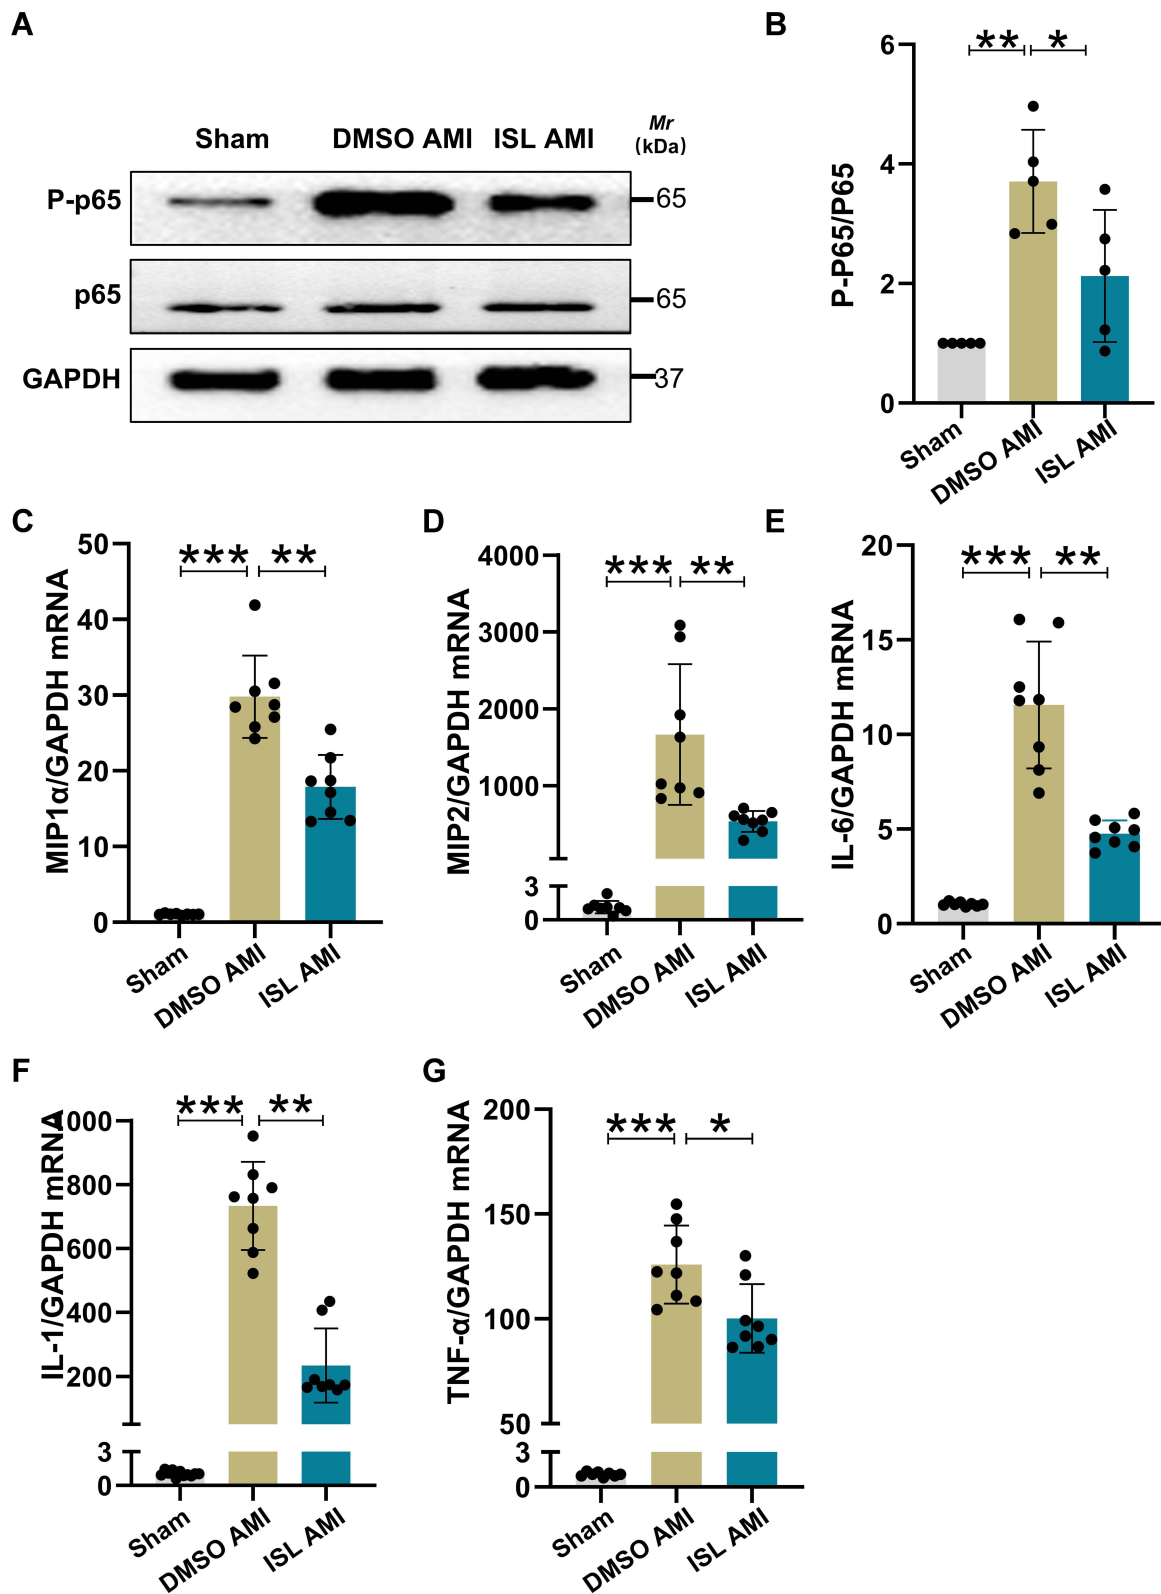 A
Sham DMSO AMI ISL AMI Mr (kDa)
P-p65 65
p65 65
GAPDH 37
B
P-P65/P65
** *
6
4
2
0
Sham DMSO AMI ISL AMI
C
MIP1α/GAPDH mRNA
*** **
50
40
30
20
10
0
Sham DMSO AMI ISL AMI
D
MIP2/GAPDH mRNA
*** **
4000
3000
2000
1000
3
0
Sham DMSO AMI ISL AMI
E
IL-6/GAPDH mRNA
*** **
20
15
10
5
0
Sham DMSO AMI ISL AMI
F
IL-1/GAPDH mRNA
*** **
1000
800
600
400
200
3
0
Sham DMSO AMI ISL AMI
G
TNF-α/GAPDH mRNA
*** *
200
150
100
50
3
0
Sham DMSO AMI ISL AMI